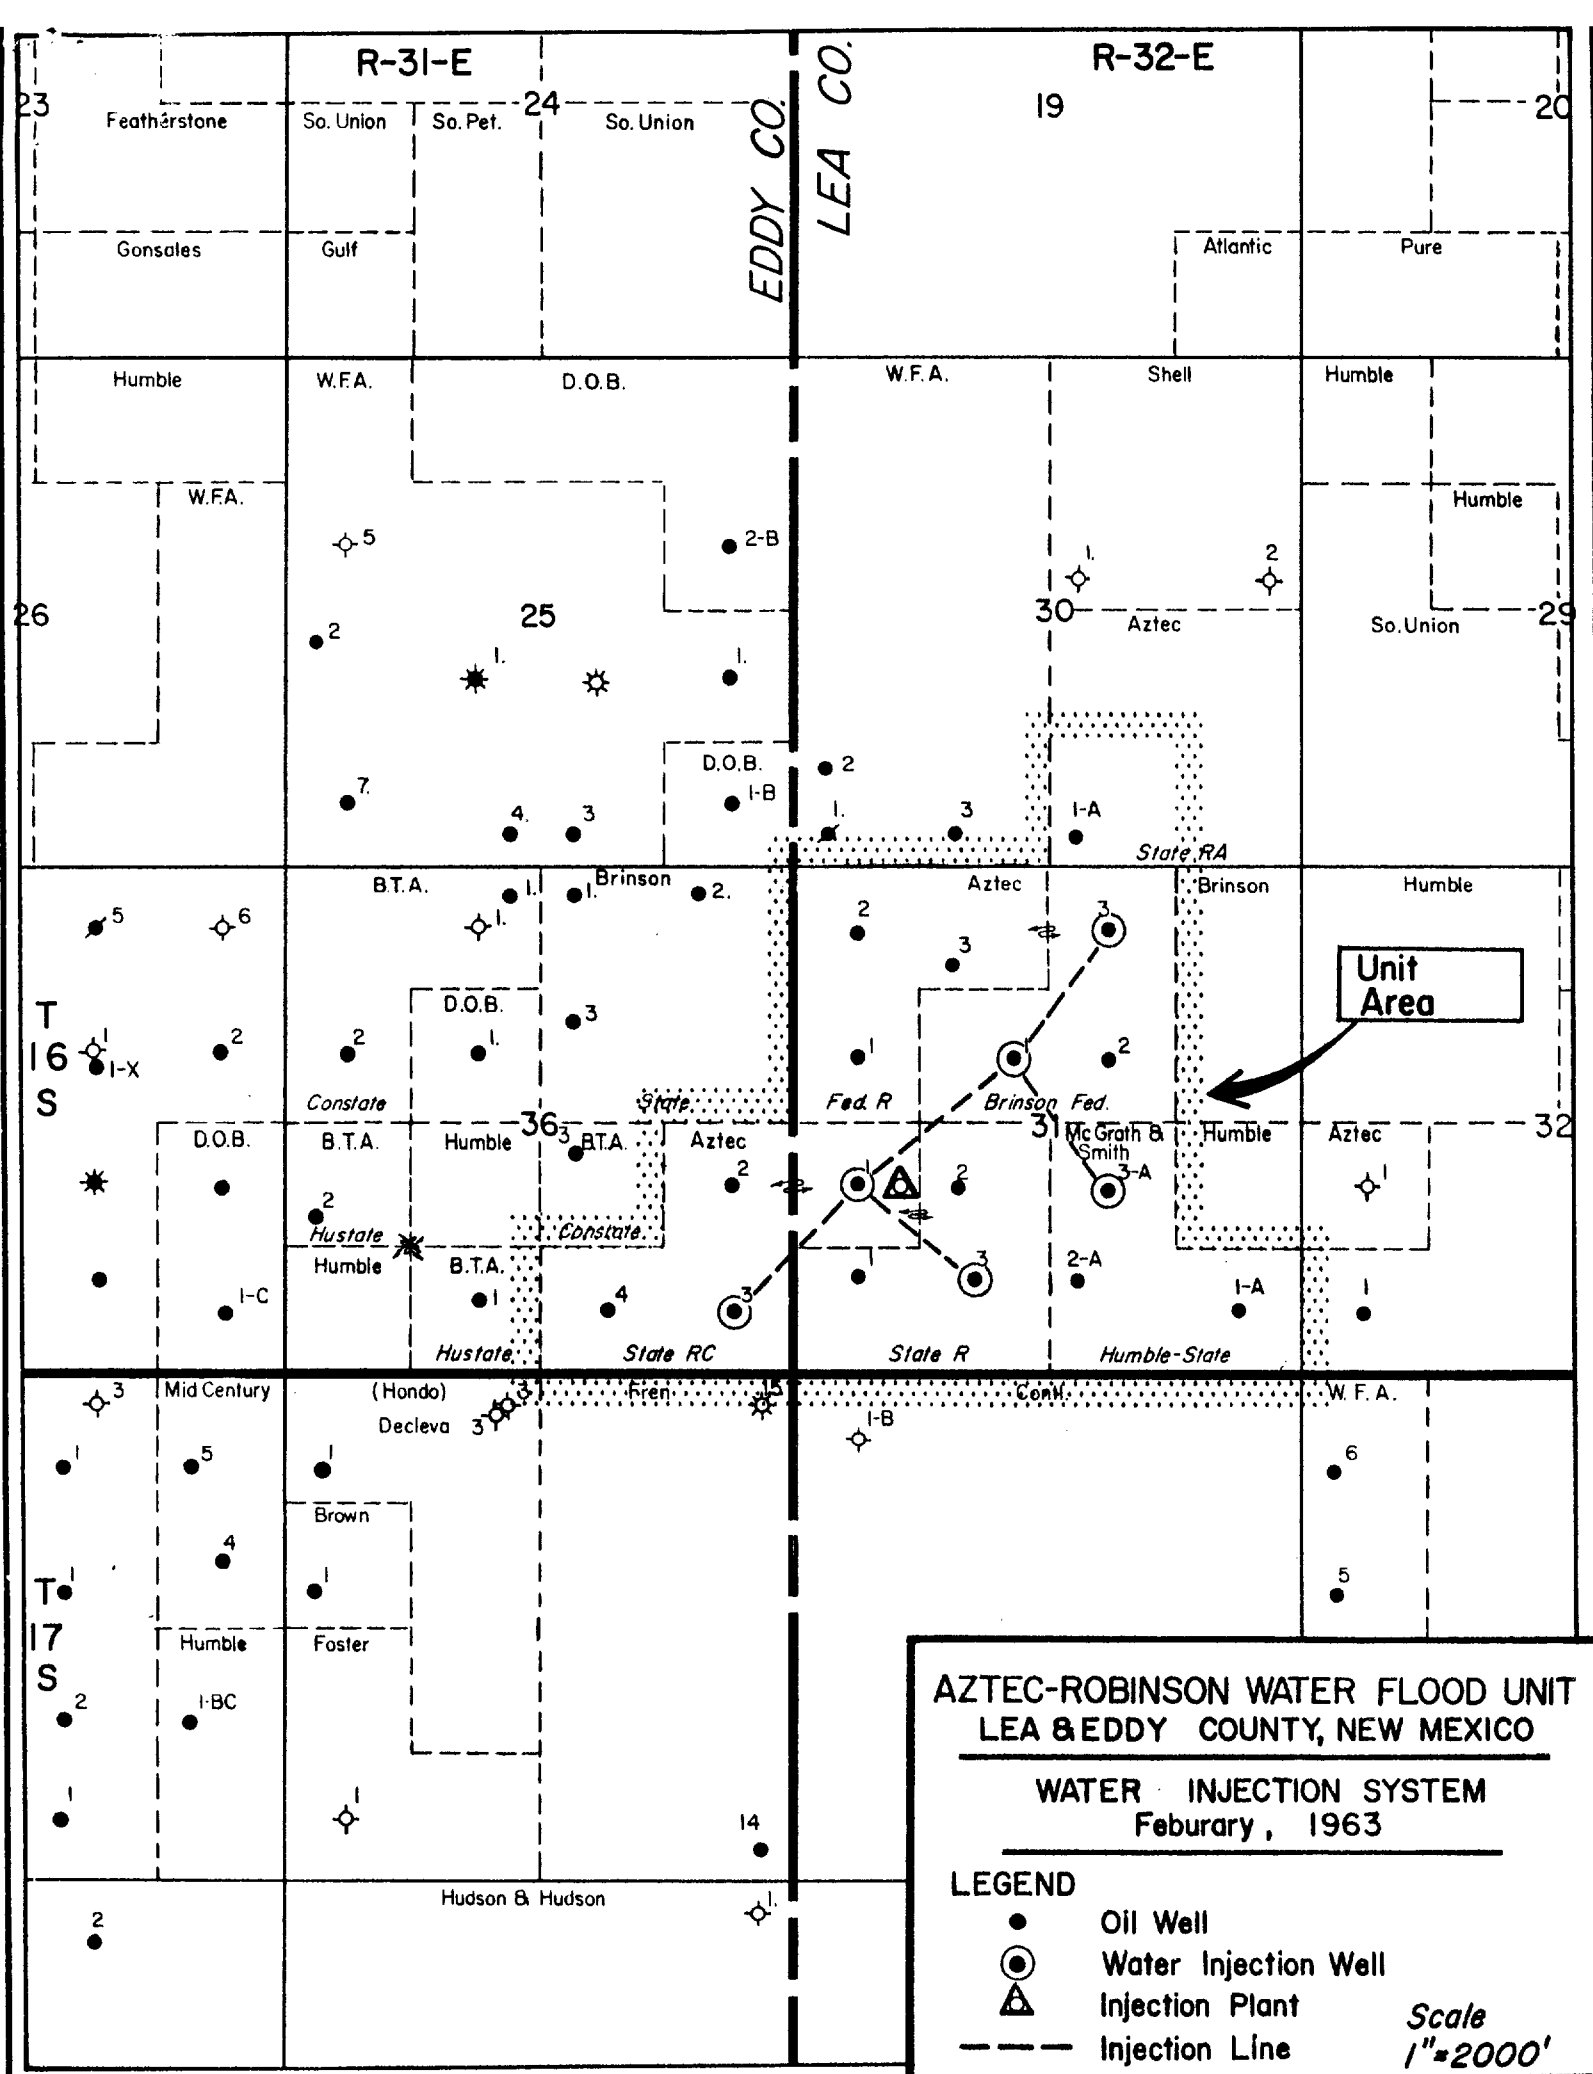 R-31-E
R-32-E
EDDY CO.
LEA CO.
23
24
19
20
Featherstone
So. Union
So. Pet.
So. Union
Gonsales
Gulf
Atlantic
Pure
Humble
W.F.A.
D.O.B.
W.F.A.
Shell
Humble
W.F.A.
Humble
5
2-B
1.
2
26
25
30
29
2
Aztec
So. Union
1.
1.
D.O.B.
2
7.
1-B
4.
3
1.
3
1-A
State RA
B.T.A.
Brinson
Aztec
Brinson
Humble
1.
1.
2.
5
6
1.
2
3
3
Unit
Area
T
16
S
D.O.B.
3
1
1-X
2
2
1.
1
1
2
Constate
State
Fed. R
Brinson Fed.
36
31
32
D.O.B.
B.T.A.
Humble
3
B.T.A.
Aztec
Mc Grath &
Smith
Humble
Aztec
2
1
2
3-A
1
2
Hustate
Constate
Humble
B.T.A.
1
3
2-A
1-C
1
4
3
1-A
1
Hustate
State RC
State R
Humble-State
3
Mid Century
(Hondo)
3
Fren
15
Contl.
W. F. A.
Decleva
3
1-B
1
5
1
6
Brown
4
1
1
5
T
17
S
Humble
Foster
2
1-BC
1
1
14
Hudson & Hudson
1.
2
AZTEC-ROBINSON WATER FLOOD UNIT
LEA & EDDY COUNTY, NEW MEXICO
WATER INJECTION SYSTEM
Feburary, 1963
LEGEND
Oil Well
Water Injection Well
Injection Plant
Injection Line
Scale
1"=2000'